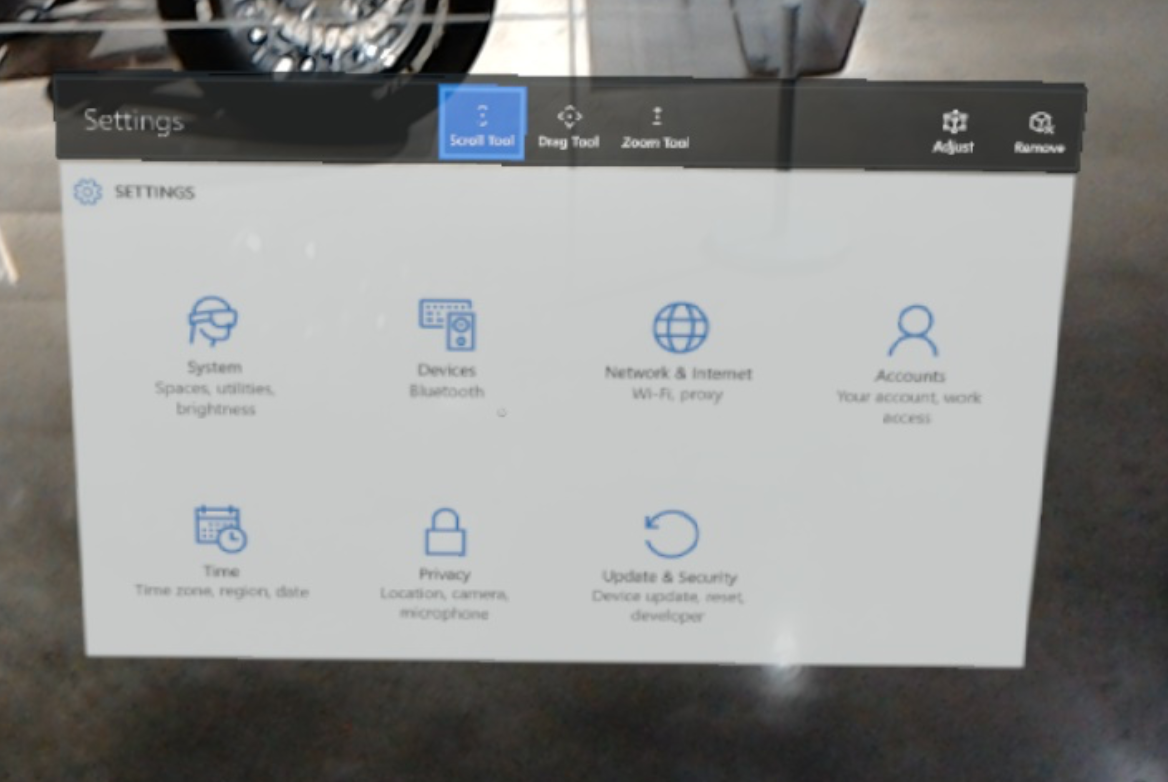 Settings
Scroll Tool
Drag Tool
Zoom Tool
Adjust
Remove
SETTINGS
System
Spaces, utilities,
brightness
Devices
Bluetooth
Network & Internet
Wi-Fi, proxy
Accounts
Your account, work
access
Time
Time zone, region, date
Privacy
Location, camera,
microphone
Update & Security
Device update, reset,
developer